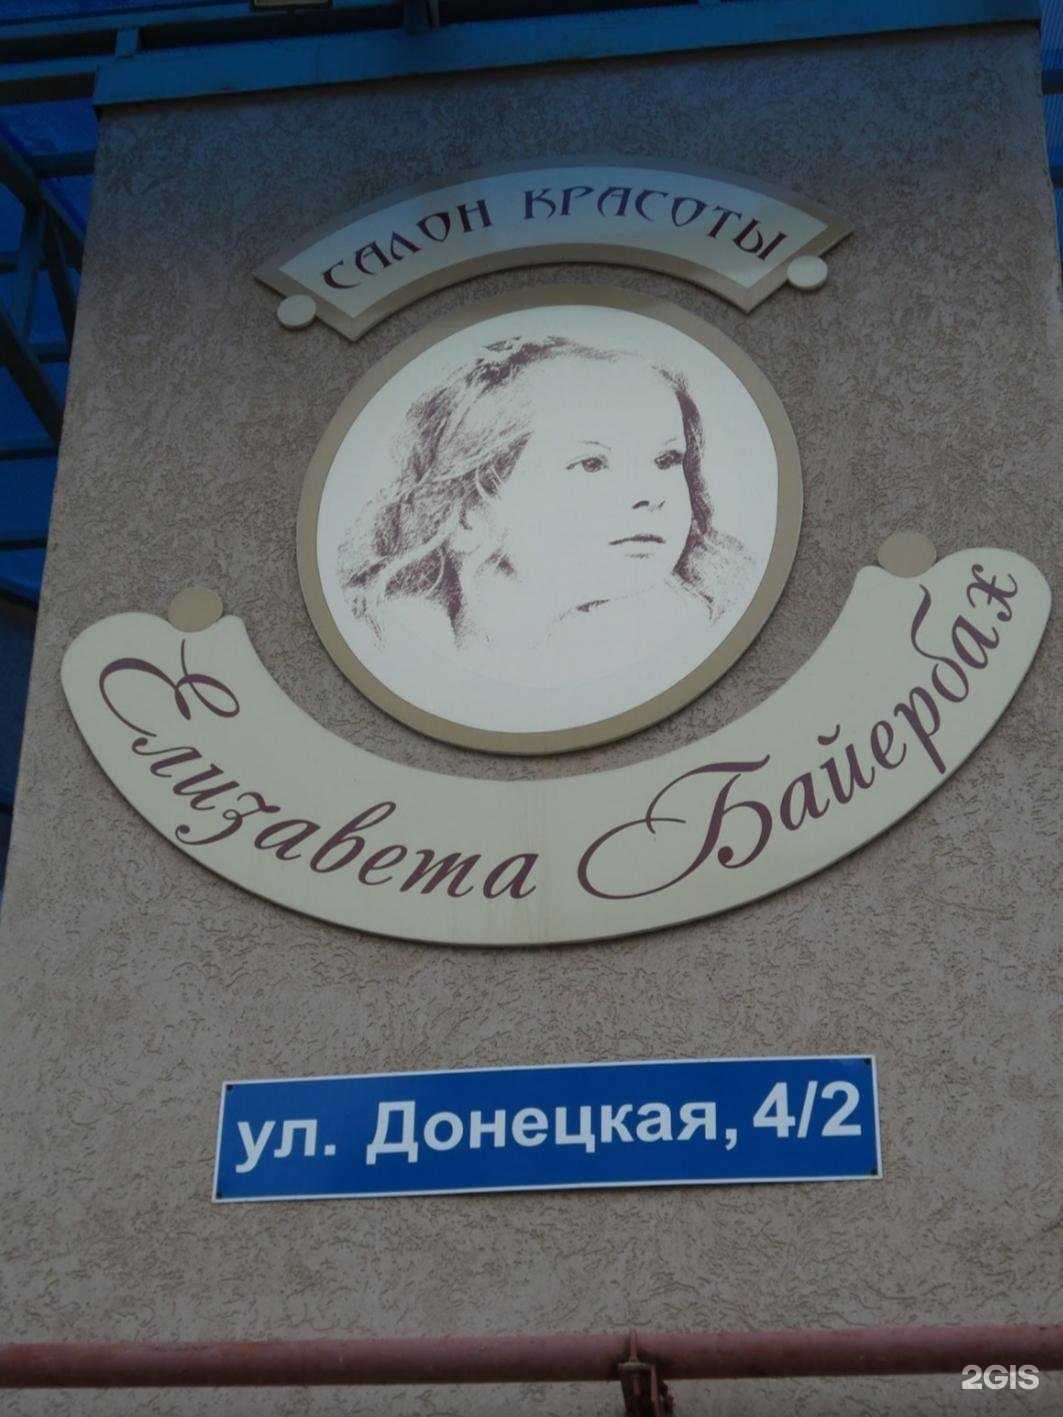 САЛОН КРАСОТЫ
Елизавета Байербах
ул. Донецкая, 4/2
2GIS